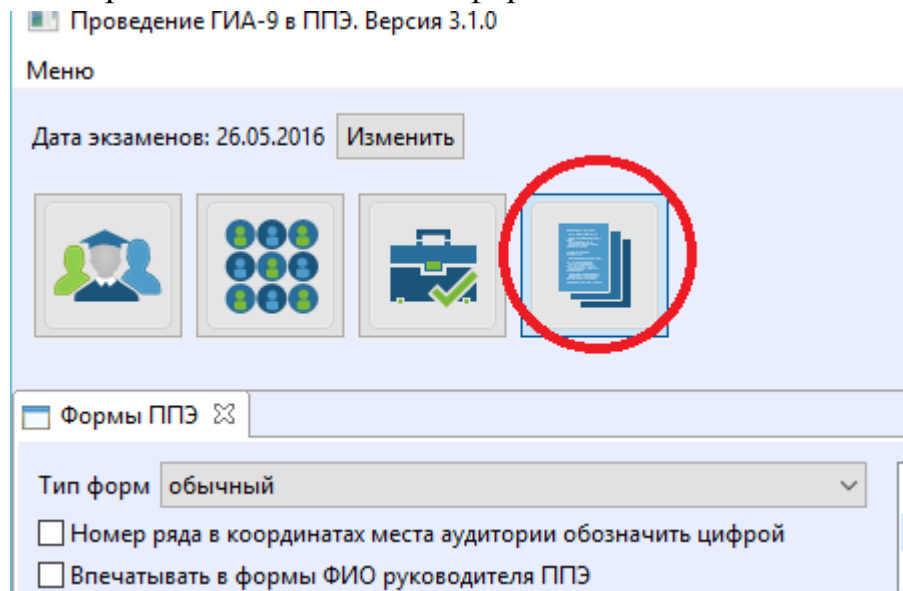 Проведение ГИА-9 в ППЭ. Версия 3.1.0
Меню
Дата экзаменов: 26.05.2016 Изменить
Формы ППЭ
Тип форм обычный
Номер ряда в координатах места аудитории обозначить цифрой
Впечатывать в формы ФИО руководителя ППЭ